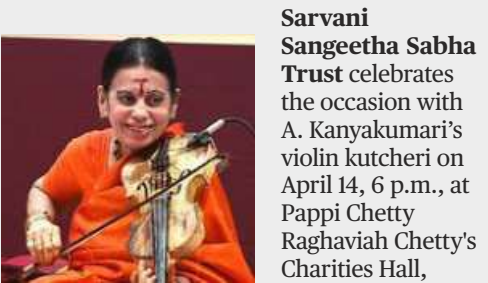 Sarvani
Sangeetha Sabha
Trust celebrates
the occasion with
A. Kanyakumari’s
violin kutcheri on
April 14, 6 p.m., at
Pappi Chetty
Raghaviah Chetty's
Charities Hall,